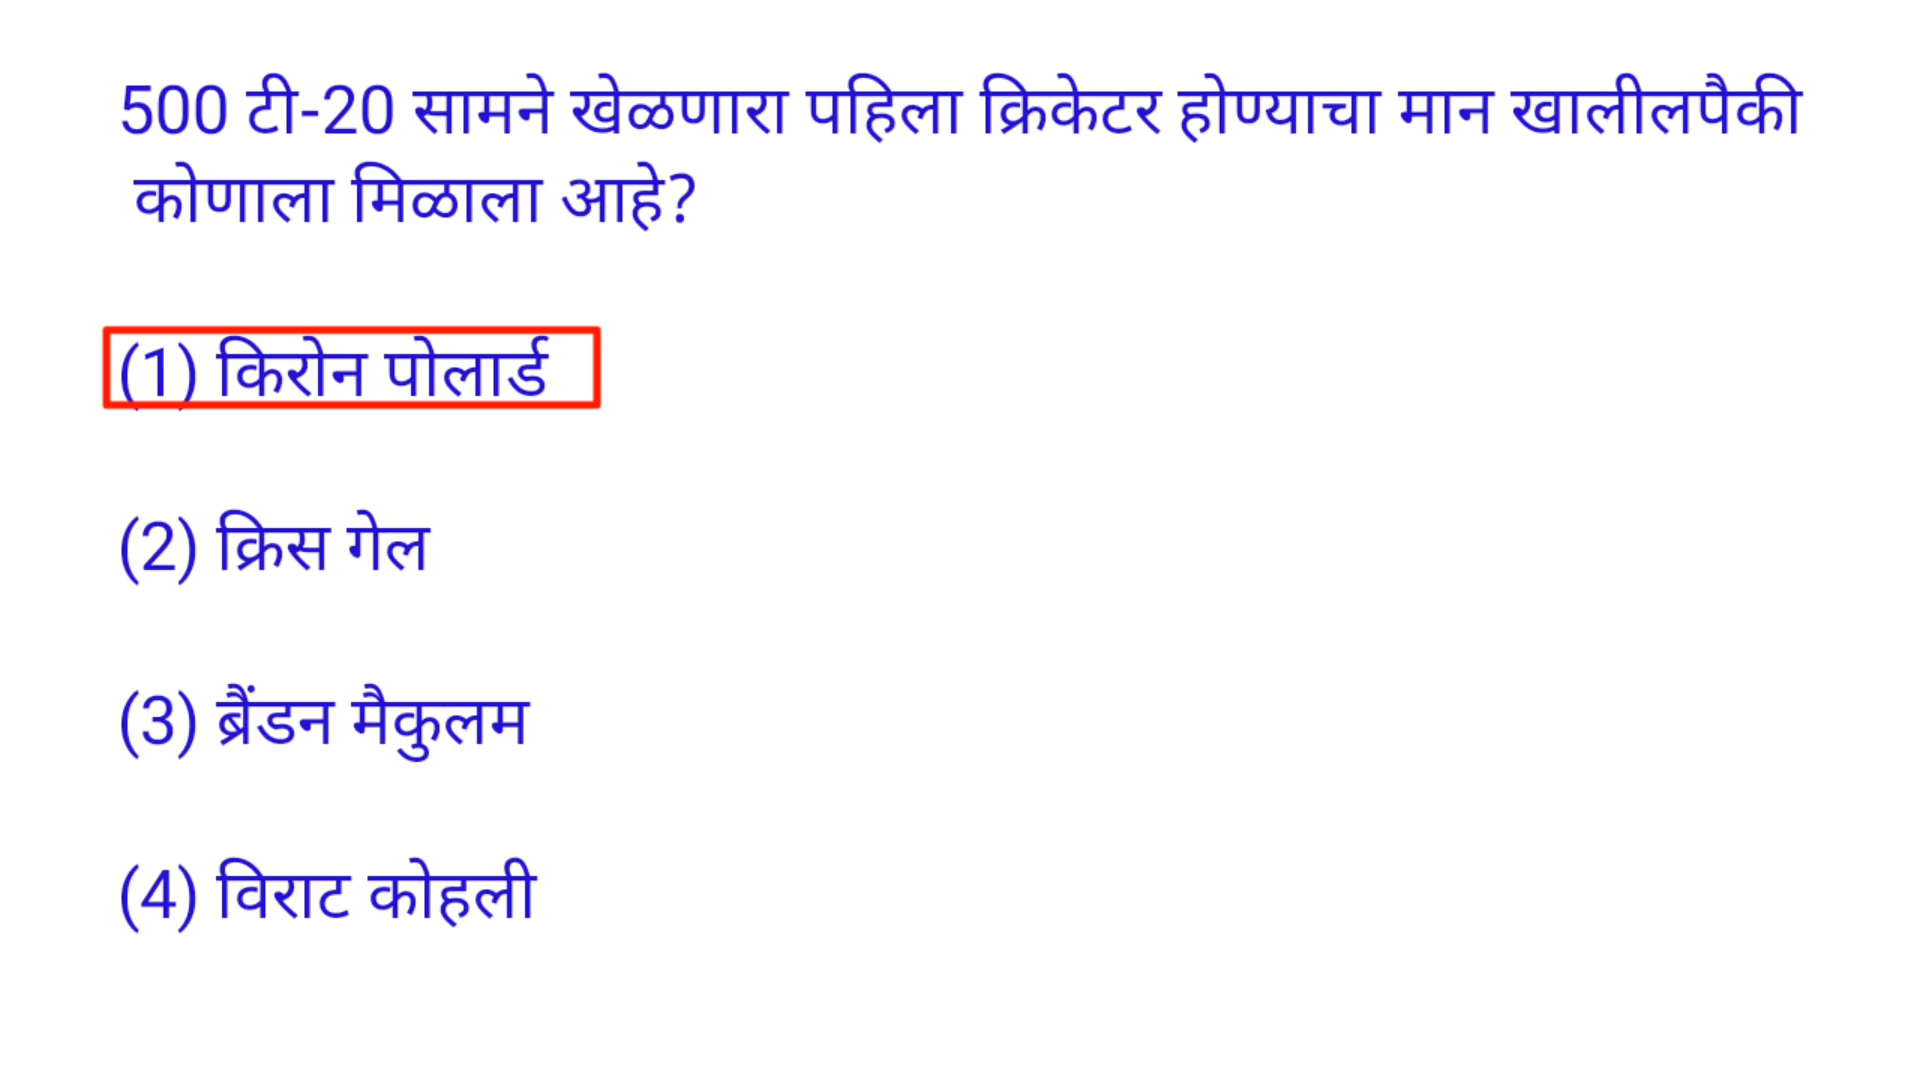 500 टी-20 सामने खेळणारा पहिला क्रिकेटर होण्याचा मान खालीलपैकी
कोणाला मिळाला आहे?
(1) किरोन पोलार्ड
(2) क्रिस गेल
(3) ब्रैंडन मैकुलम
(4) विराट कोहली